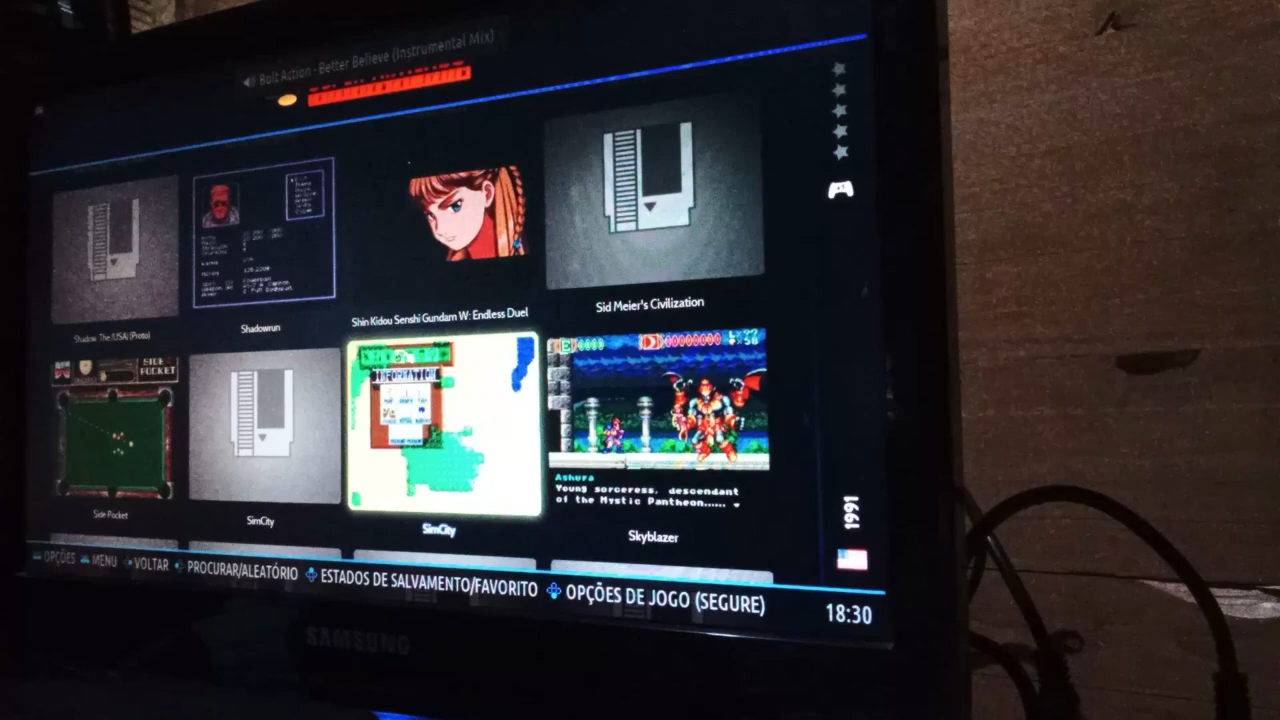 Bolt Action - Better Believe (Instrumental Mix)
Shadow, The (USA) (Proto)
Shadowrun
Shin Kidou Senshi Gundam W: Endless Duel
Sid Meier's Civilization
SIDE
POCKET
INFORMATION
Ashura
Young sorceress, descendant
of the Mystic Pantheon......
Side Pocket
SimCity
SimCity
Skyblazer
1991
OPÇÕES
MENU
VOLTAR
PROCURAR/ALEATÓRIO
ESTADOS DE SALVAMENTO/FAVORITO
OPÇÕES DE JOGO (SEGURE)
18:30
SAMSUNG